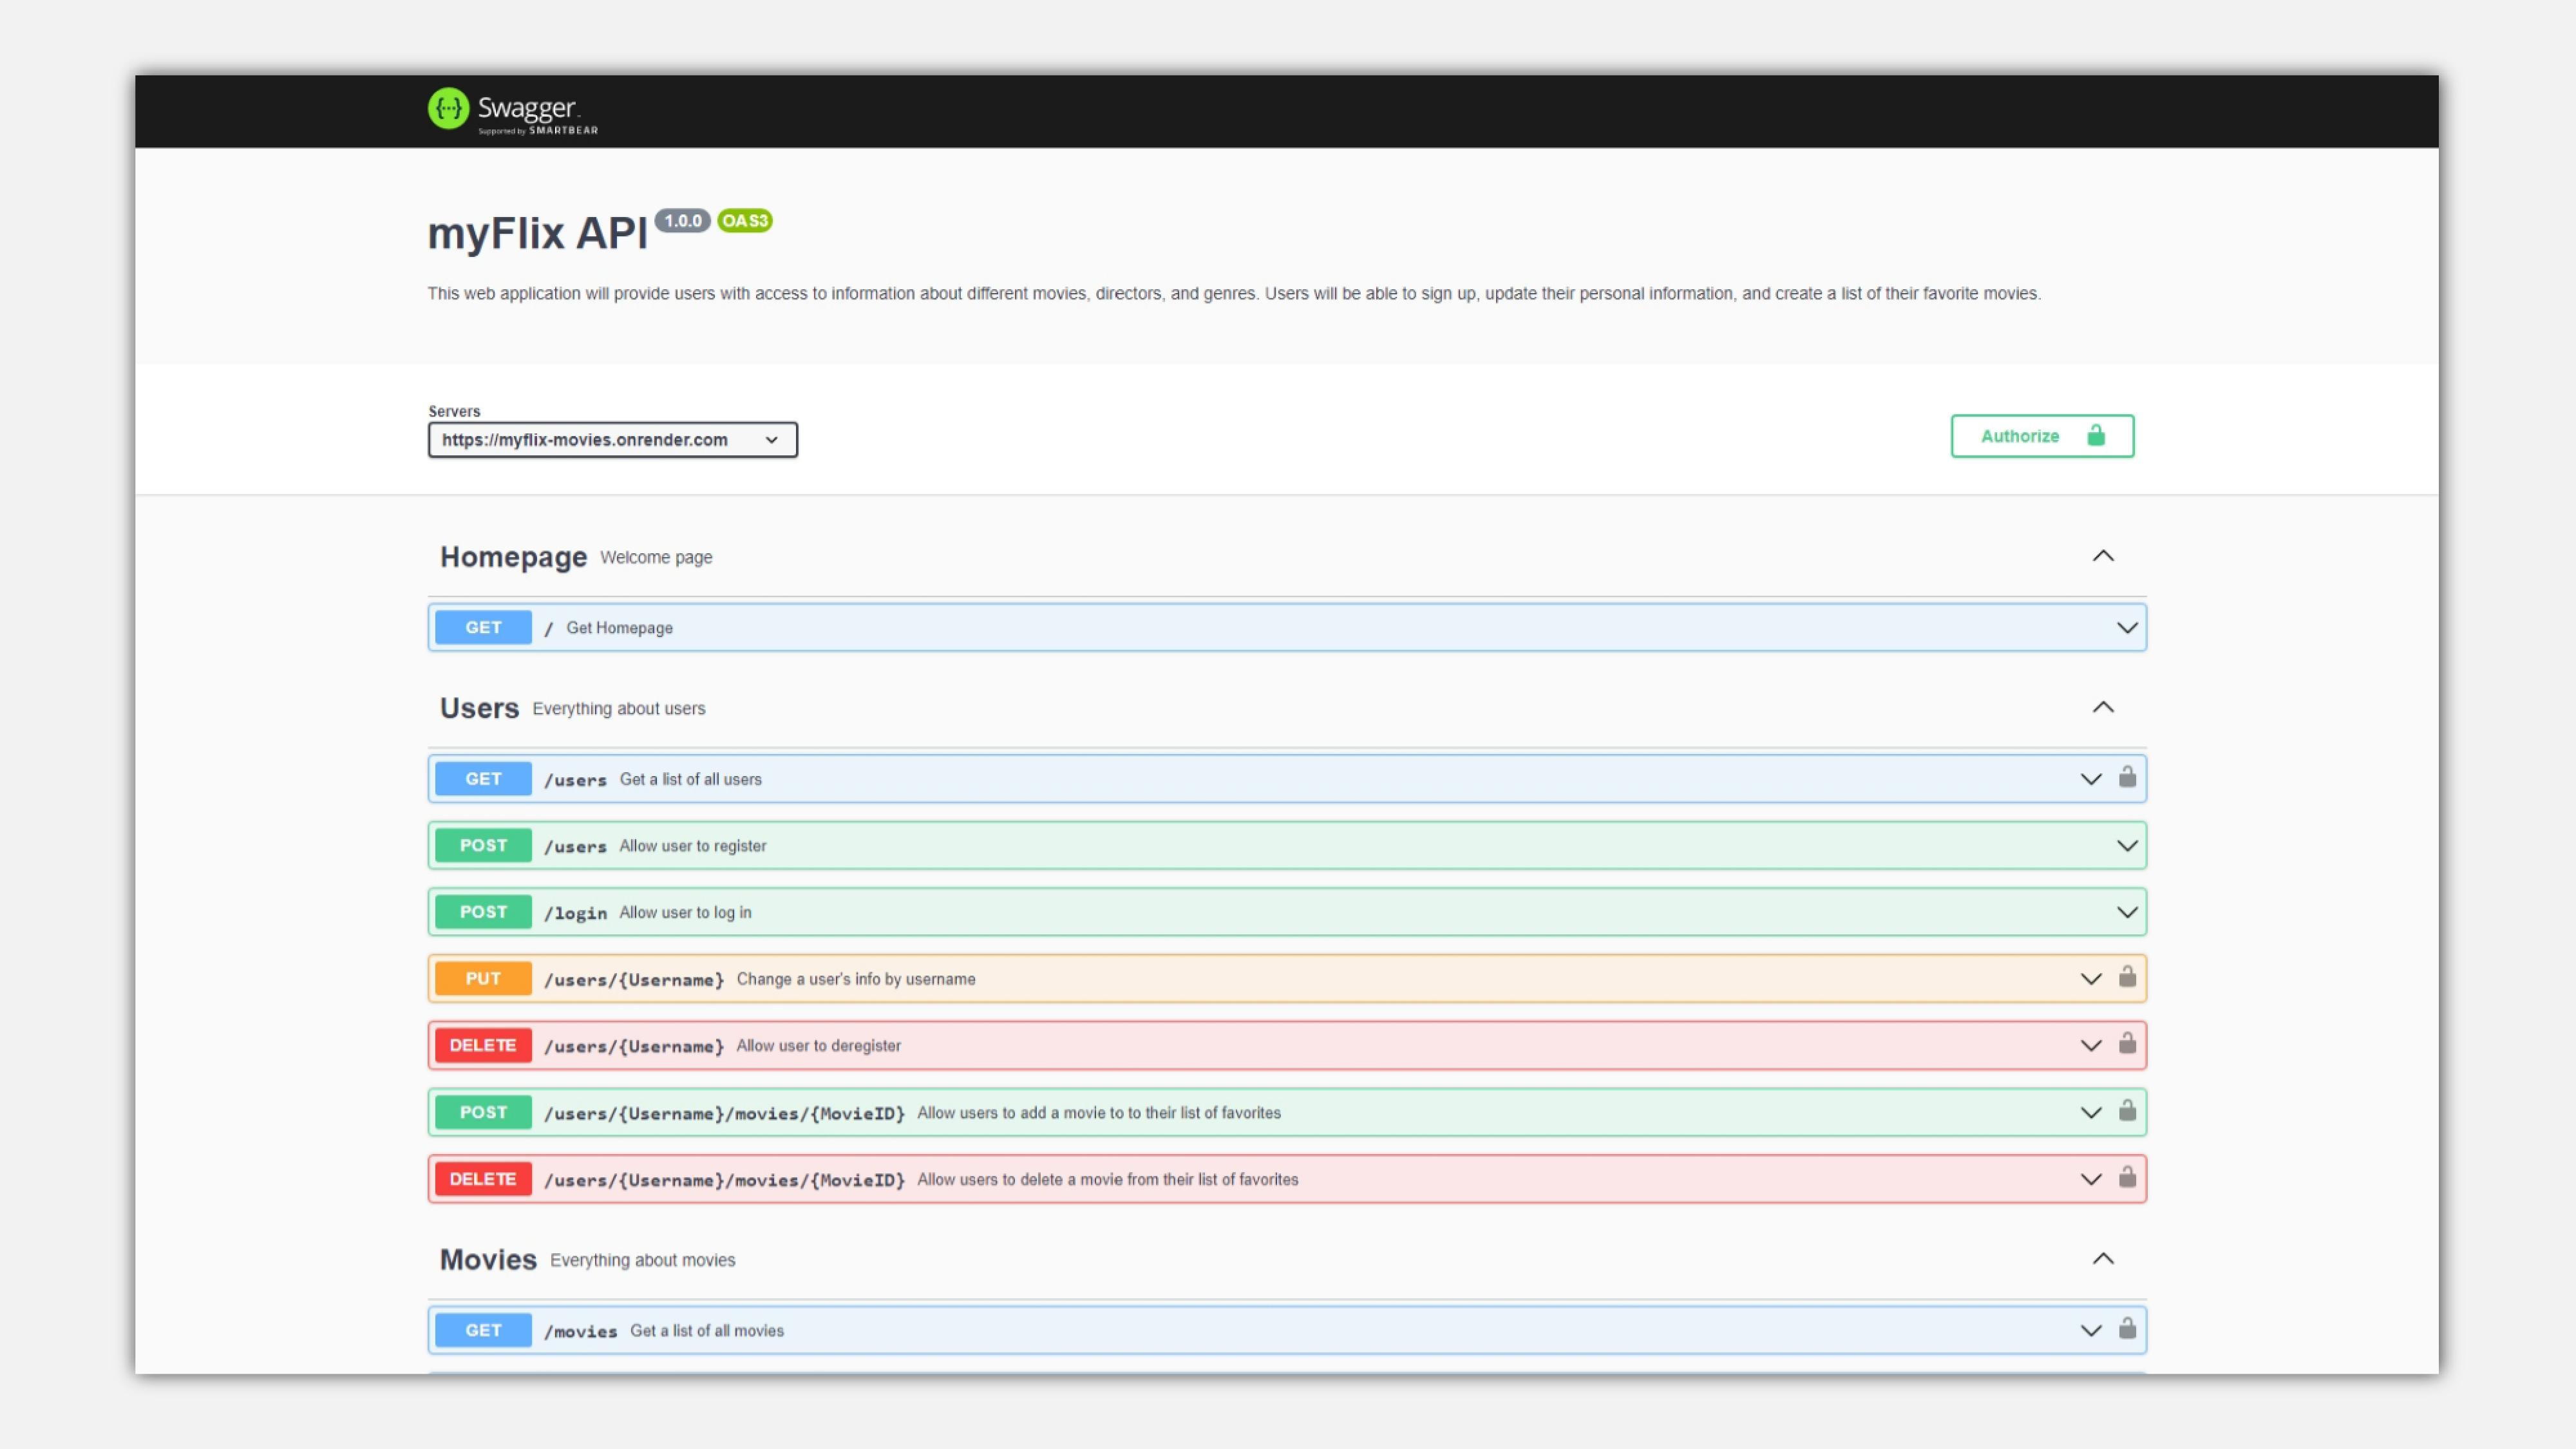 {···} Swagger.
Supported by SMARTBEAR
myFlix API 1.0.0 OAS3
This web application will provide users with access to information about different movies, directors, and genres. Users will be able to sign up, update their personal information, and create a list of their favorite movies.
Servers
https://myflix-movies.onrender.com
Authorize
Homepage Welcome page
GET / Get Homepage
Users Everything about users
GET /users Get a list of all users
POST /users Allow user to register
POST /login Allow user to log in
PUT /users/{Username} Change a user's info by username
DELETE /users/{Username} Allow user to deregister
POST /users/{Username}/movies/{MovieID} Allow users to add a movie to to their list of favorites
DELETE /users/{Username}/movies/{MovieID} Allow users to delete a movie from their list of favorites
Movies Everything about movies
GET /movies Get a list of all movies